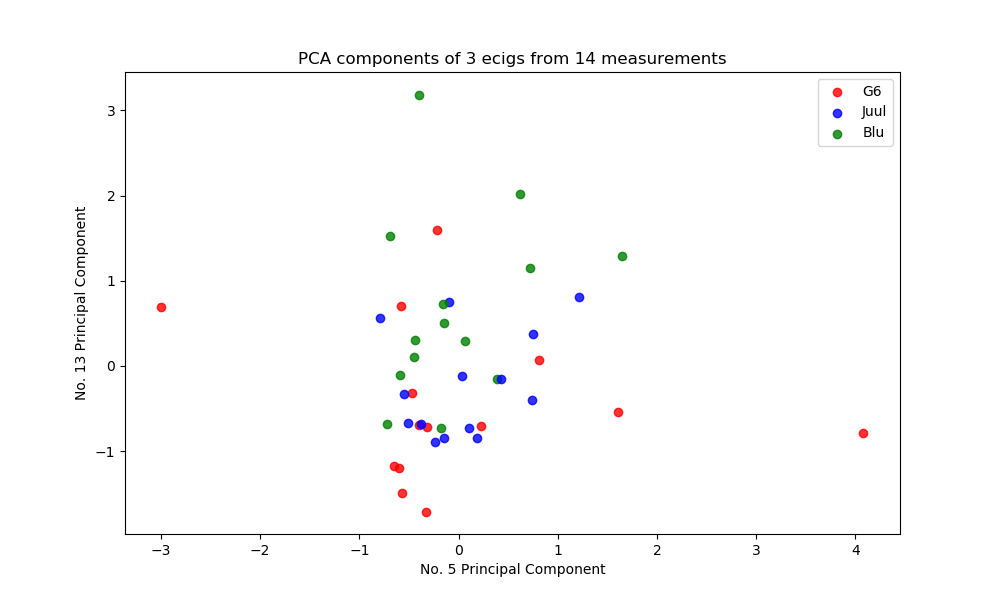 PCA components of 3 ecigs from 14 measurements
G6
Juul
Blu
3
2
1
0
−1
No. 13 Principal Component
−3 −2 −1 0 1 2 3 4
No. 5 Principal Component